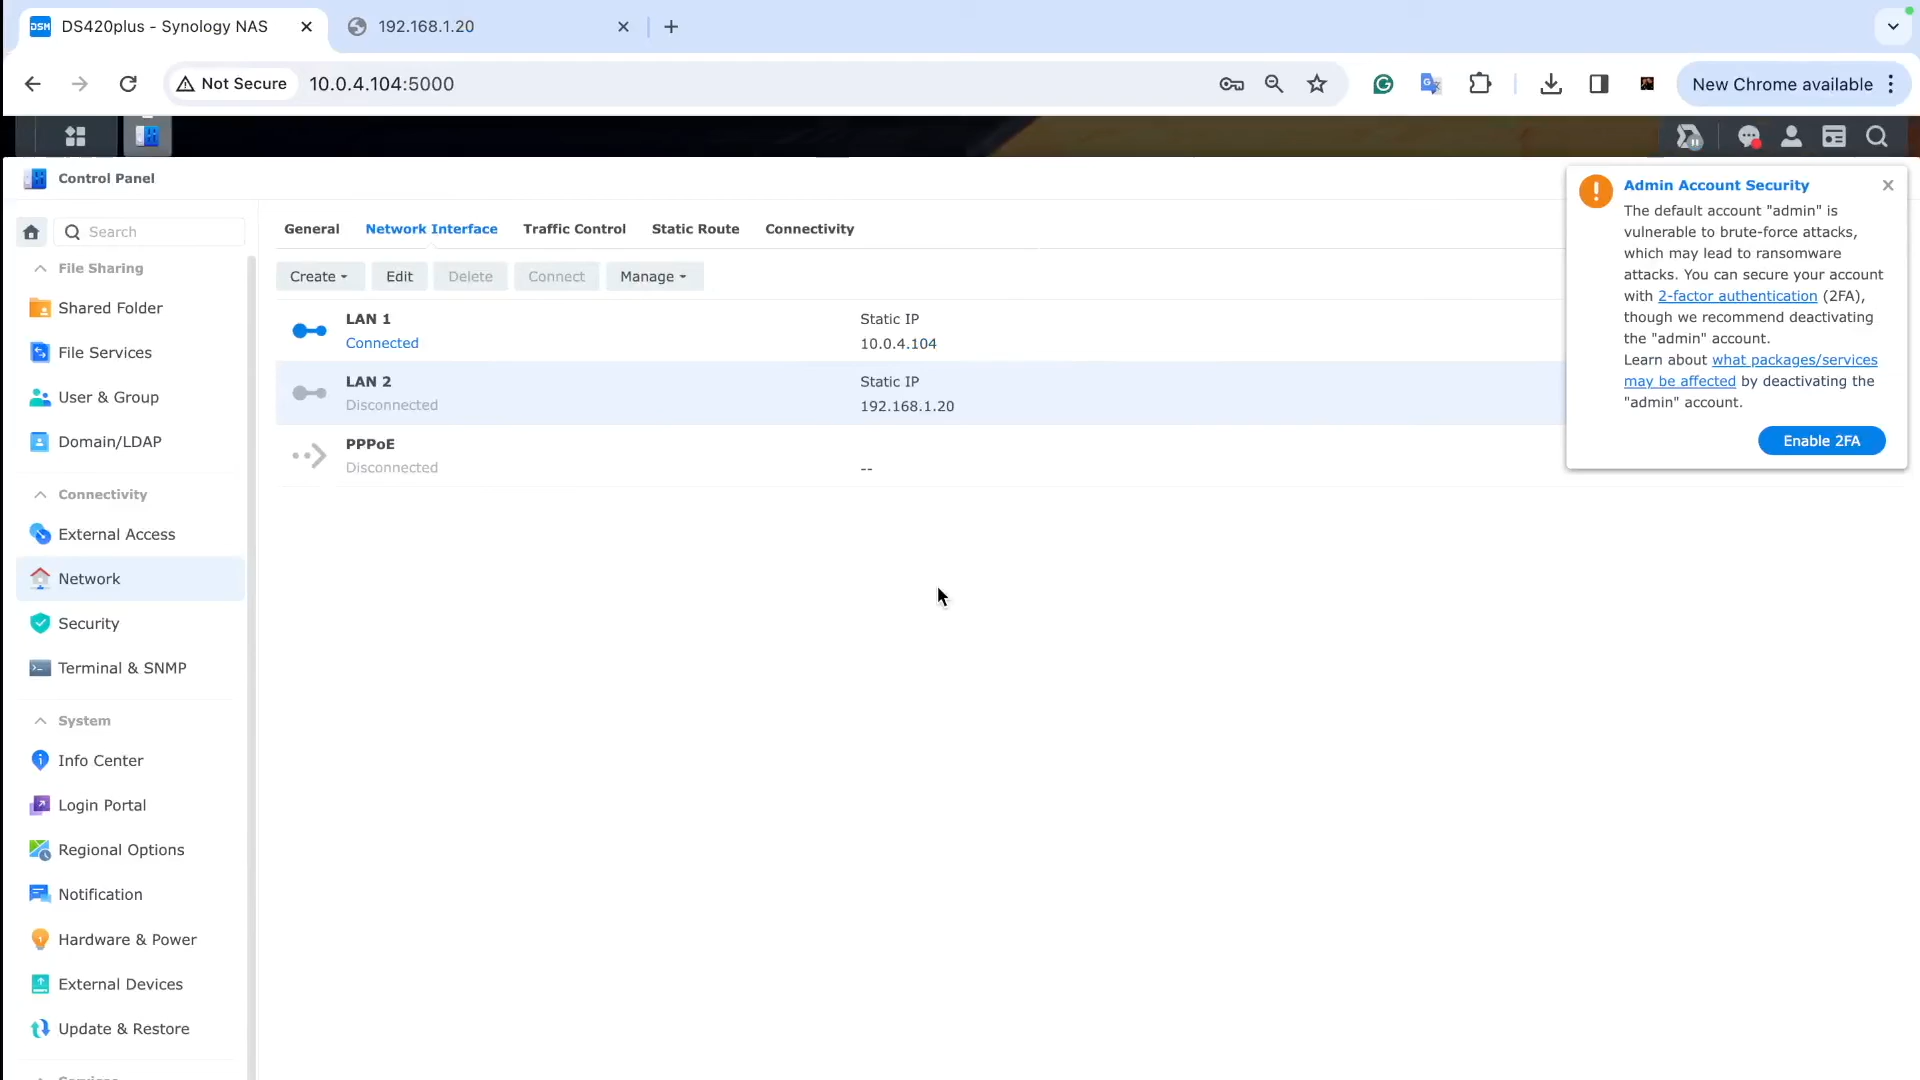 DS420plus - Synology NAS
192.168.1.20
Not Secure
10.0.4.104:5000
New Chrome available
Control Panel
Search
File Sharing
Shared Folder
File Services
User & Group
Domain/LDAP
Connectivity
External Access
Network
Security
Terminal & SNMP
System
Info Center
Login Portal
Regional Options
Notification
Hardware & Power
External Devices
Update & Restore
General Network Interface Traffic Control Static Route Connectivity
Create Edit Delete Connect Manage
LAN 1 Static IP
Connected 10.0.4.104
LAN 2 Static IP
Disconnected 192.168.1.20
PPPoE
Disconnected --
Admin Account Security
The default account "admin" is
vulnerable to brute-force attacks,
which may lead to ransomware
attacks. You can secure your account
with 2-factor authentication (2FA),
though we recommend deactivating
the "admin" account.
Learn about what packages/services
may be affected by deactivating the
"admin" account.
Enable 2FA